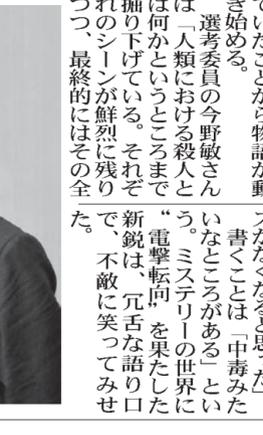 ていたことから物語が動
き始める。
　選考委員の今野敏さん
は「人類における殺人と
は何かというところまで
掘り下げている。それぞ
れのシーンが鮮烈に残り
つつ、最終的にはその全
スがなくなると思った」
　書くことは「中毒みた
いなところがある」とい
う。ミステリーの世界に
“電撃転向”を果たした
新鋭は、冗舌な語り口
で、不敵に笑ってみせ
た。